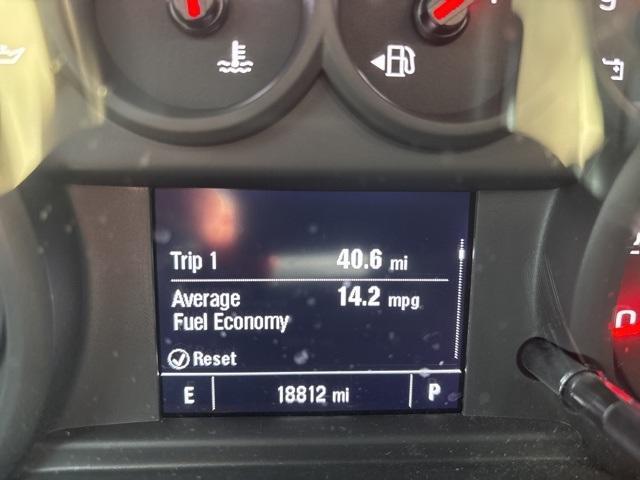 Trip 1 40.6 mi
Average 14.2 mpg
Fuel Economy
Reset
E 18812 mi P